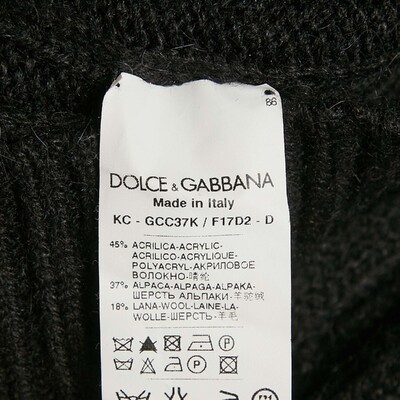 86
DOLCE & GABBANA
Made in Italy
KC - GCC37K / F17D2 - D
45% ACRILICA-ACRYLIC-
ACRILICO-ACRYLIQUE-
POLYACRYL-АКРИЛОВОЕ
ВОЛОКНО-腈纶
37% ALPACA-ALPAGA-ALPAKA-
ШЕРСТЬ АЛЬПАКИ-羊驼绒
18% LANA-WOOL-LAINE-LA-
WOLLE-ШЕРСТЬ-羊毛
P